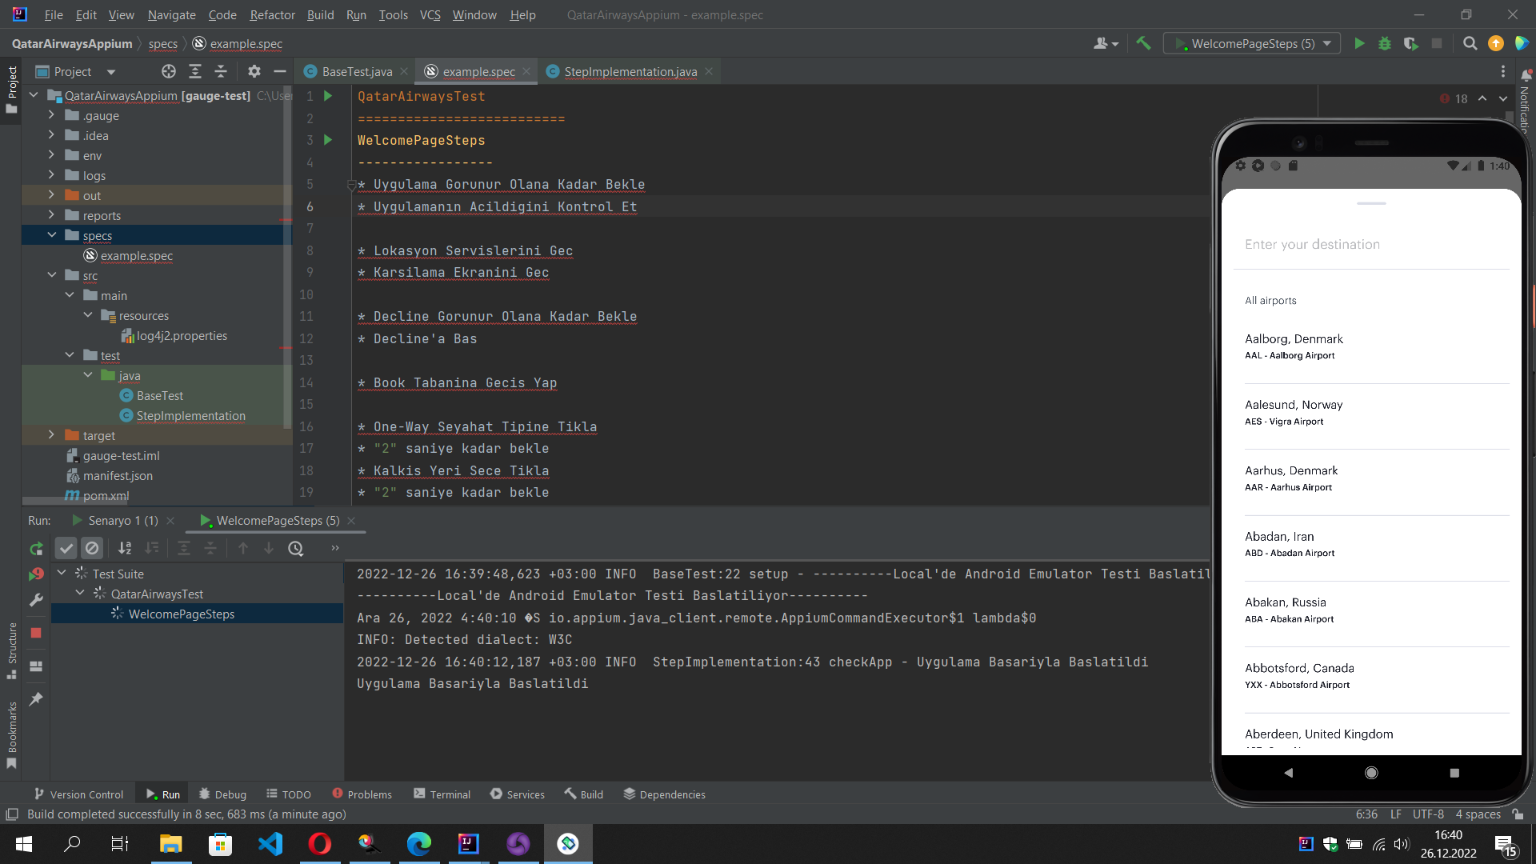 File Edit View Navigate Code Refactor Build Run Tools VCS Window Help QatarAirwaysAppium - example.spec
QatarAirwaysAppium specs example.spec WelcomePageSteps (5)
Project BaseTest.java example.spec StepImplementation.java
Project
QatarAirwaysAppium [gauge-test]
.gauge
.idea
env
logs
out
reports
specs
example.spec
src
main
resources
log4j2.properties
test
java
BaseTest
StepImplementation
target
gauge-test.iml
manifest.json
pom.xml
18
1 QatarAirwaysTest
2 ==========================
3 WelcomePageSteps
4 -----------------
5 * Uygulama Gorunur Olana Kadar Bekle
6 * Uygulamanın Acildigini Kontrol Et
7
8 * Lokasyon Servislerini Gec
9 * Karsilama Ekranini Gec
10
11 * Decline Gorunur Olana Kadar Bekle
12 * Decline'a Bas
13
14 * Book Tabanina Gecis Yap
15
16 * One-Way Seyahat Tipine Tikla
17 * "2" saniye kadar bekle
18 * Kalkis Yeri Sece Tikla
19 * "2" saniye kadar bekle
1:40
Enter your destination
All airports
Aalborg, Denmark
AAL - Aalborg Airport
Aalesund, Norway
AES - Vigra Airport
Aarhus, Denmark
AAR - Aarhus Airport
Abadan, Iran
ABD - Abadan Airport
Abakan, Russia
ABA - Abakan Airport
Abbotsford, Canada
YXX - Abbotsford Airport
Aberdeen, United Kingdom
Run: Senaryo 1 (1) WelcomePageSteps (5)
Test Suite
QatarAirwaysTest
WelcomePageSteps
2022-12-26 16:39:48,623 +03:00 INFO BaseTest:22 setup - ----------Local'de Android Emulator Testi Baslatil
----------Local'de Android Emulator Testi Baslatiliyor----------
Ara 26, 2022 4:40:10 �S io.appium.java_client.remote.AppiumCommandExecutor$1 lambda$0
INFO: Detected dialect: W3C
2022-12-26 16:40:12,187 +03:00 INFO StepImplementation:43 checkApp - Uygulama Basariyla Baslatildi
Uygulama Basariyla Baslatildi
Structure
Bookmarks
Version Control Run Debug TODO Problems Terminal Services Build Dependencies
Build completed successfully in 8 sec, 683 ms (a minute ago) 6:36 LF UTF-8 4 spaces
16:40
26.12.2022
15